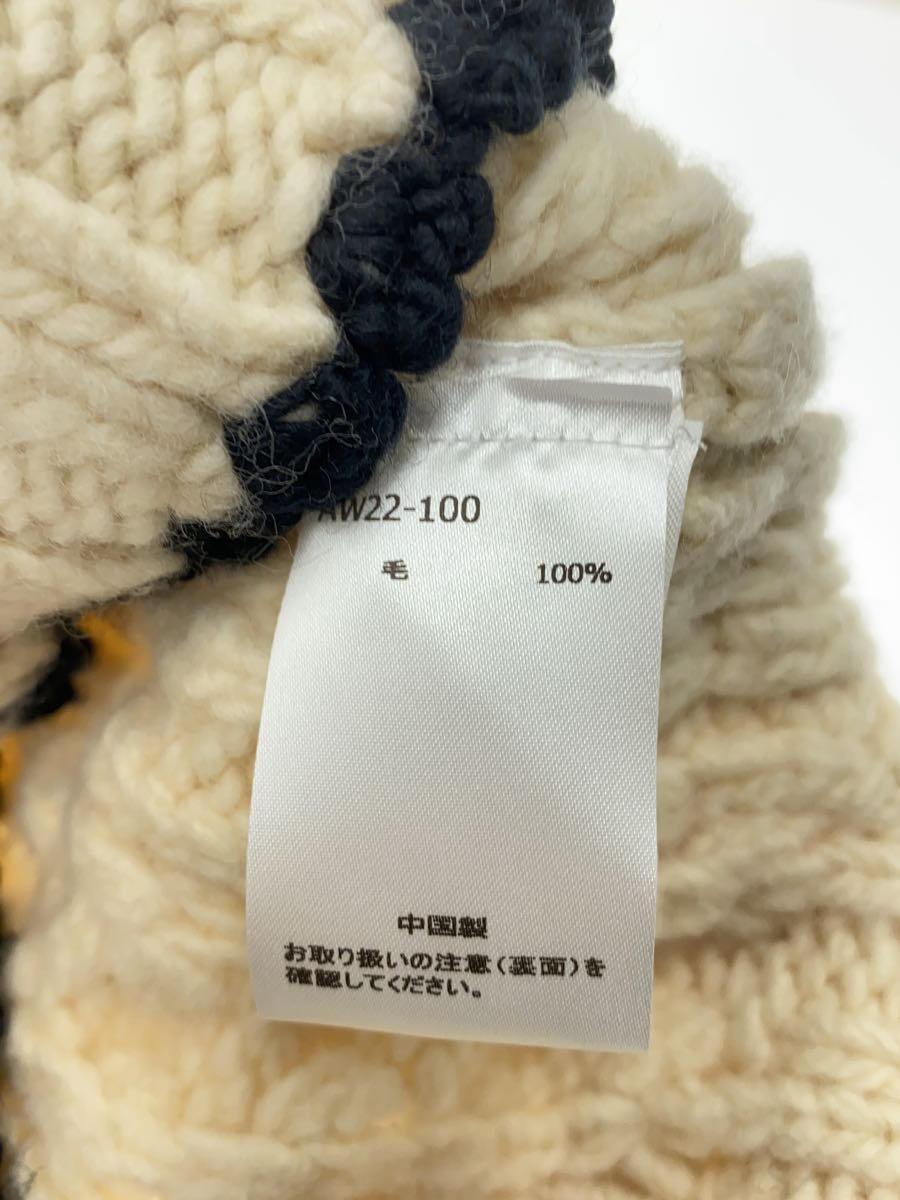 AW22-100
毛 100%
中国製
お取り扱いの注意(裏面)を
確認してください。